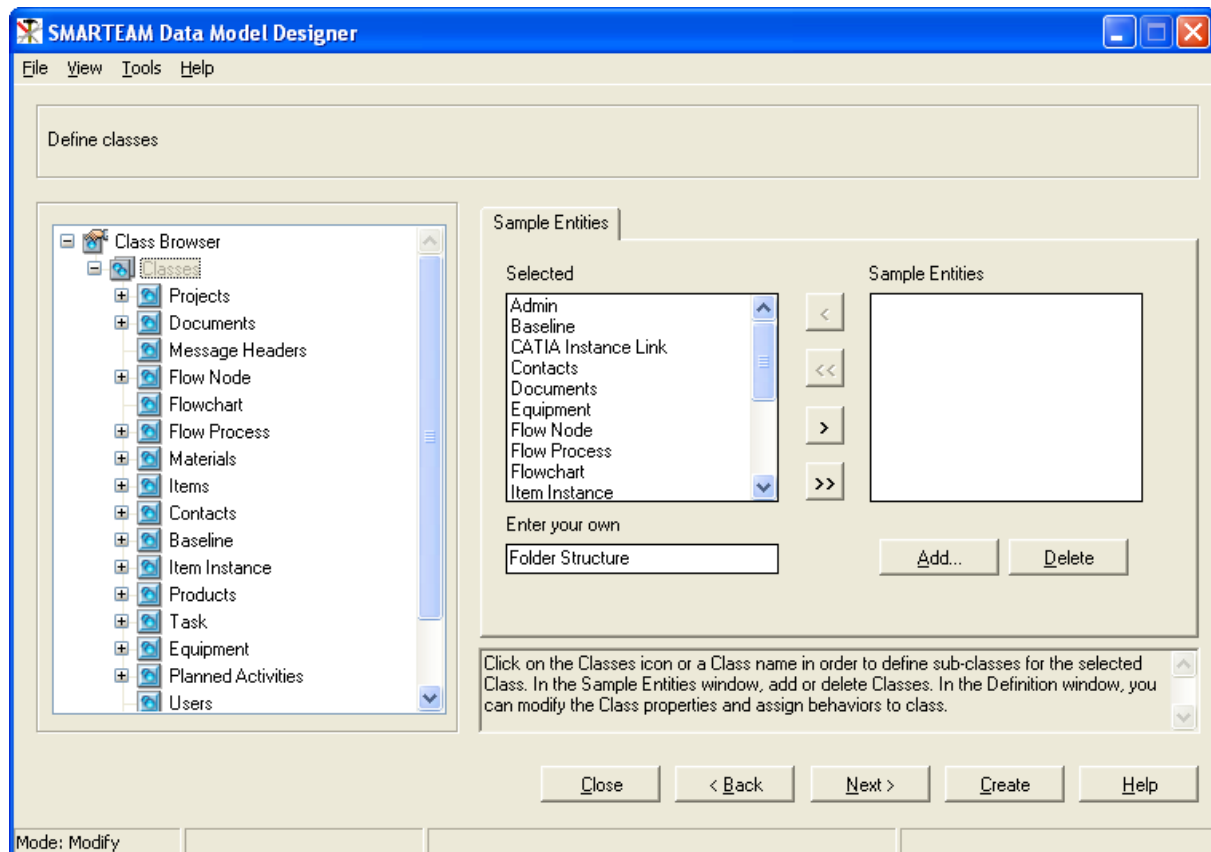 SMARTEAM Data Model Designer
File View Tools Help
Define classes
Class Browser
Classes
Projects
Documents
Message Headers
Flow Node
Flowchart
Flow Process
Materials
Items
Contacts
Baseline
Item Instance
Products
Task
Equipment
Planned Activities
Users
Sample Entities
Selected
Admin
Baseline
CATIA Instance Link
Contacts
Documents
Equipment
Flow Node
Flow Process
Flowchart
Item Instance
<
<<
>
>>
Sample Entities
Enter your own
Folder Structure
Add... Delete
Click on the Classes icon or a Class name in order to define sub-classes for the selected
Class. In the Sample Entities window, add or delete Classes. In the Definition window, you
can modify the Class properties and assign behaviors to class.
Close < Back Next > Create Help
Mode: Modify